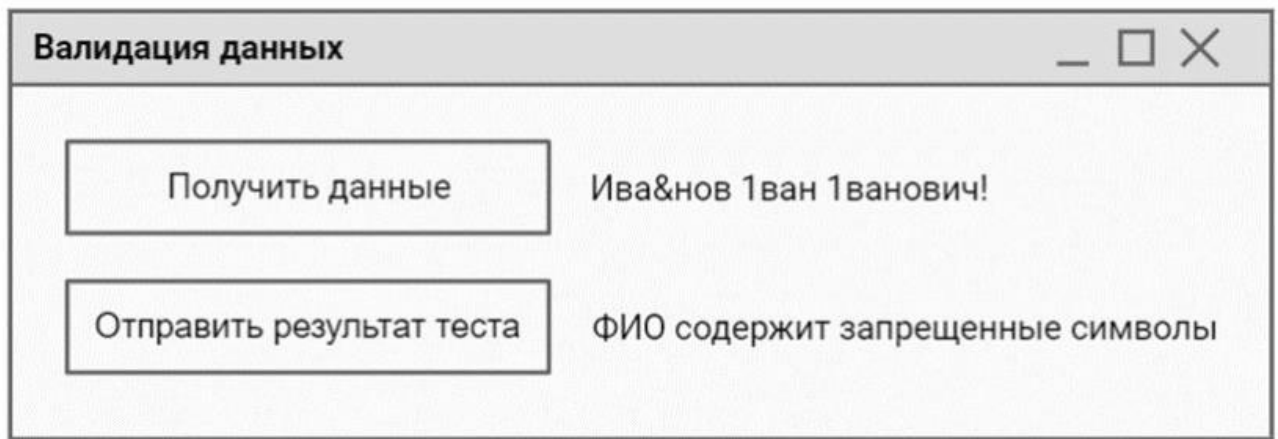 Валидация данных
Получить данные Ива&нов 1ван 1ванович!
Отправить результат теста ФИО содержит запрещенные символы